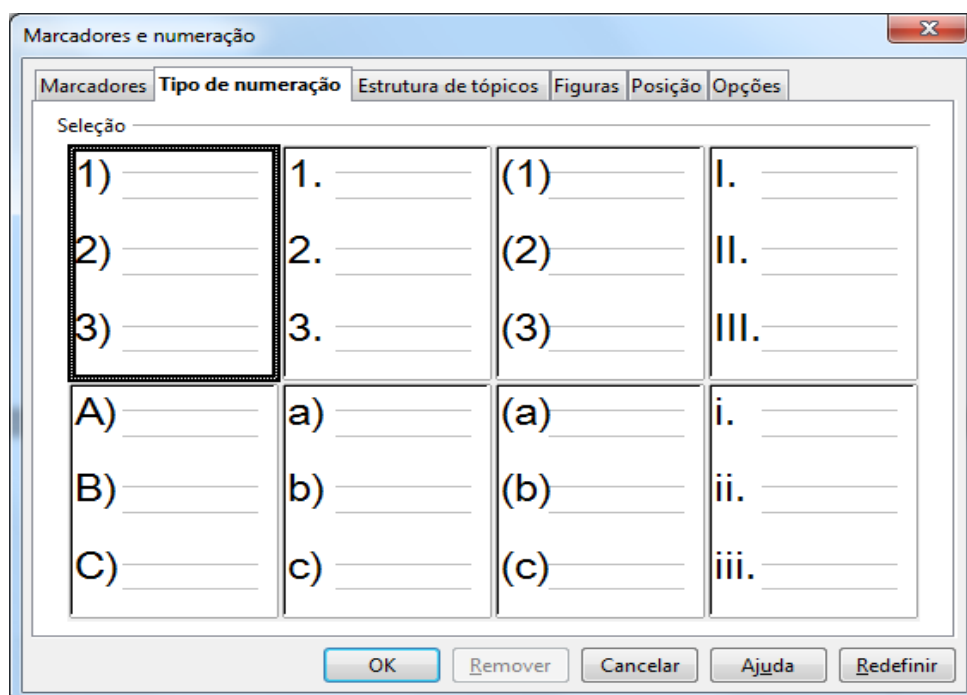 Marcadores e numeração
Marcadores Tipo de numeração Estrutura de tópicos Figuras Posição Opções
Seleção
1) 1. (1) I.
2) 2. (2) II.
3) 3. (3) III.
A) a) (a) i.
B) b) (b) ii.
C) c) (c) iii.
OK Remover Cancelar Ajuda Redefinir